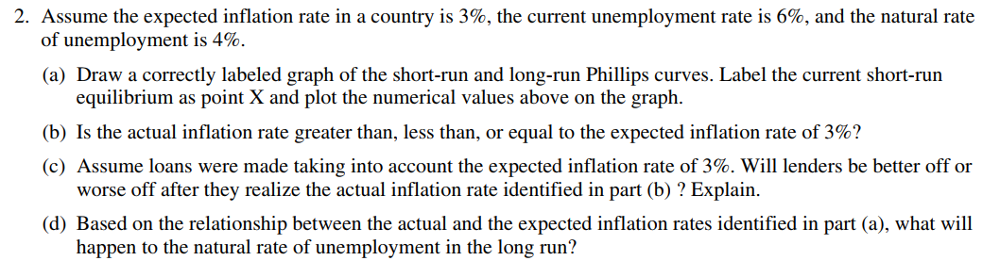 2. Assume the expected inflation rate in a country is 3%, the current unemployment rate is 6%, and the natural rate
of unemployment is 4%.
(a) Draw a correctly labeled graph of the short-run and long-run Phillips curves. Label the current short-run
equilibrium as point X and plot the numerical values above on the graph.
(b) Is the actual inflation rate greater than, less than, or equal to the expected inflation rate of 3%?
(c) Assume loans were made taking into account the expected inflation rate of 3%. Will lenders be better off or
worse off after they realize the actual inflation rate identified in part (b) ? Explain.
(d) Based on the relationship between the actual and the expected inflation rates identified in part (a), what will
happen to the natural rate of unemployment in the long run?